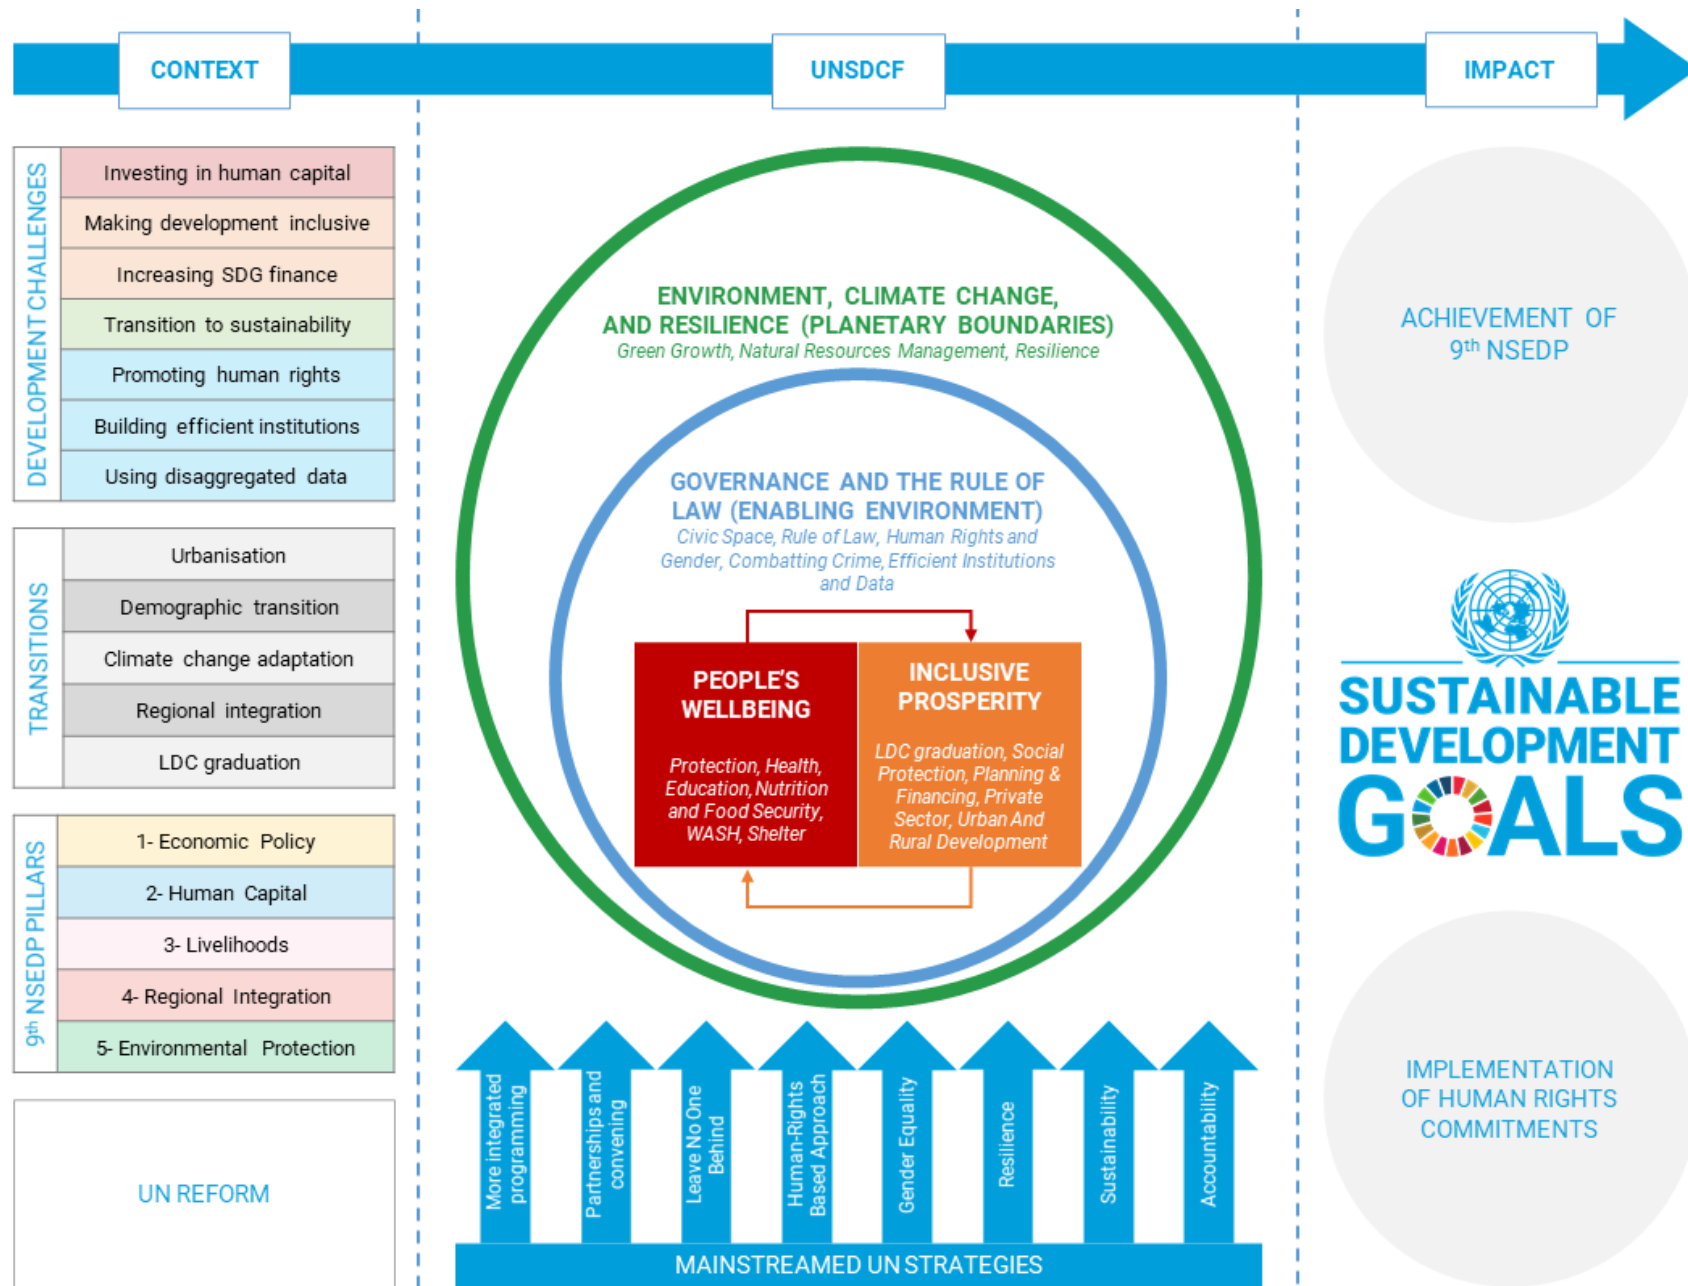 CONTEXT
UNSDCF
IMPACT
DEVELOPMENT CHALLENGES
Investing in human capital
Making development inclusive
Increasing SDG finance
Transition to sustainability
Promoting human rights
Building efficient institutions
Using disaggregated data
TRANSITIONS
Urbanisation
Demographic transition
Climate change adaptation
Regional integration
LDC graduation
9th NSEDP PILLARS
1- Economic Policy
2- Human Capital
3- Livelihoods
4- Regional Integration
5- Environmental Protection
UN REFORM
ENVIRONMENT, CLIMATE CHANGE,
AND RESILIENCE (PLANETARY BOUNDARIES)
Green Growth, Natural Resources Management, Resilience
GOVERNANCE AND THE RULE OF
LAW (ENABLING ENVIRONMENT)
Civic Space, Rule of Law, Human Rights and
Gender, Combatting Crime, Efficient Institutions
and Data
PEOPLE'S
WELLBEING
Protection, Health,
Education, Nutrition
and Food Security,
WASH, Shelter
INCLUSIVE
PROSPERITY
LDC graduation, Social
Protection, Planning &
Financing, Private
Sector, Urban And
Rural Development
More integrated
programming
Partnerships and
convening
Leave No One
Behind
Human-Rights
Based Approach
Gender Equality
Resilience
Sustainability
Accountability
MAINSTREAMED UN STRATEGIES
ACHIEVEMENT OF
9th NSEDP
SUSTAINABLE
DEVELOPMENT
GOALS
IMPLEMENTATION
OF HUMAN RIGHTS
COMMITMENTS